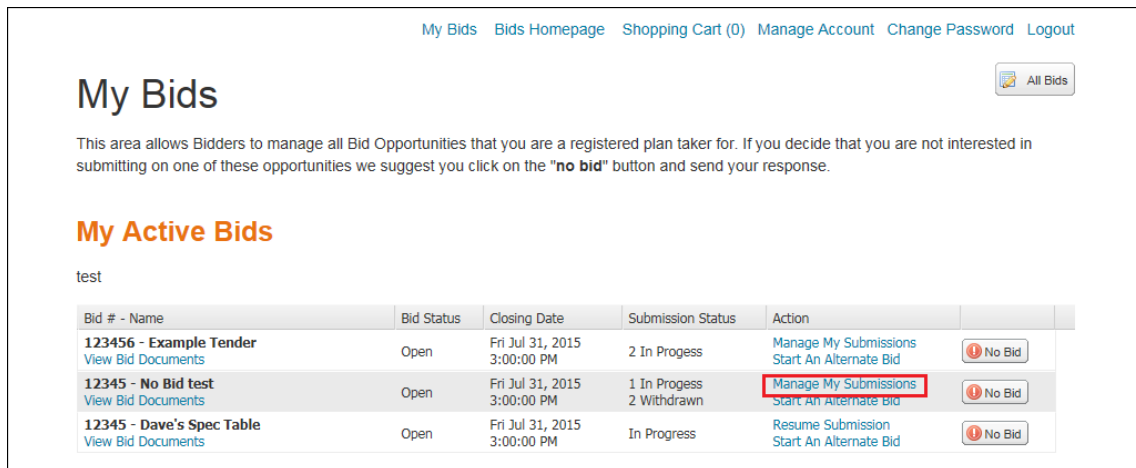 My Bids Bids Homepage Shopping Cart (0) Manage Account Change Password Logout
All Bids
My Bids
This area allows Bidders to manage all Bid Opportunities that you are a registered plan taker for. If you decide that you are not interested in
submitting on one of these opportunities we suggest you click on the "no bid" button and send your response.
My Active Bids
test
Bid # - Name Bid Status Closing Date Submission Status Action
123456 - Example Tender
View Bid Documents
Open
Fri Jul 31, 2015
3:00:00 PM
2 In Progess
Manage My Submissions
Start An Alternate Bid
No Bid
12345 - No Bid test
View Bid Documents
Open
Fri Jul 31, 2015
3:00:00 PM
1 In Progess
2 Withdrawn
Manage My Submissions
Start An Alternate Bid
No Bid
12345 - Dave's Spec Table
View Bid Documents
Open
Fri Jul 31, 2015
3:00:00 PM
In Progress
Resume Submission
Start An Alternate Bid
No Bid